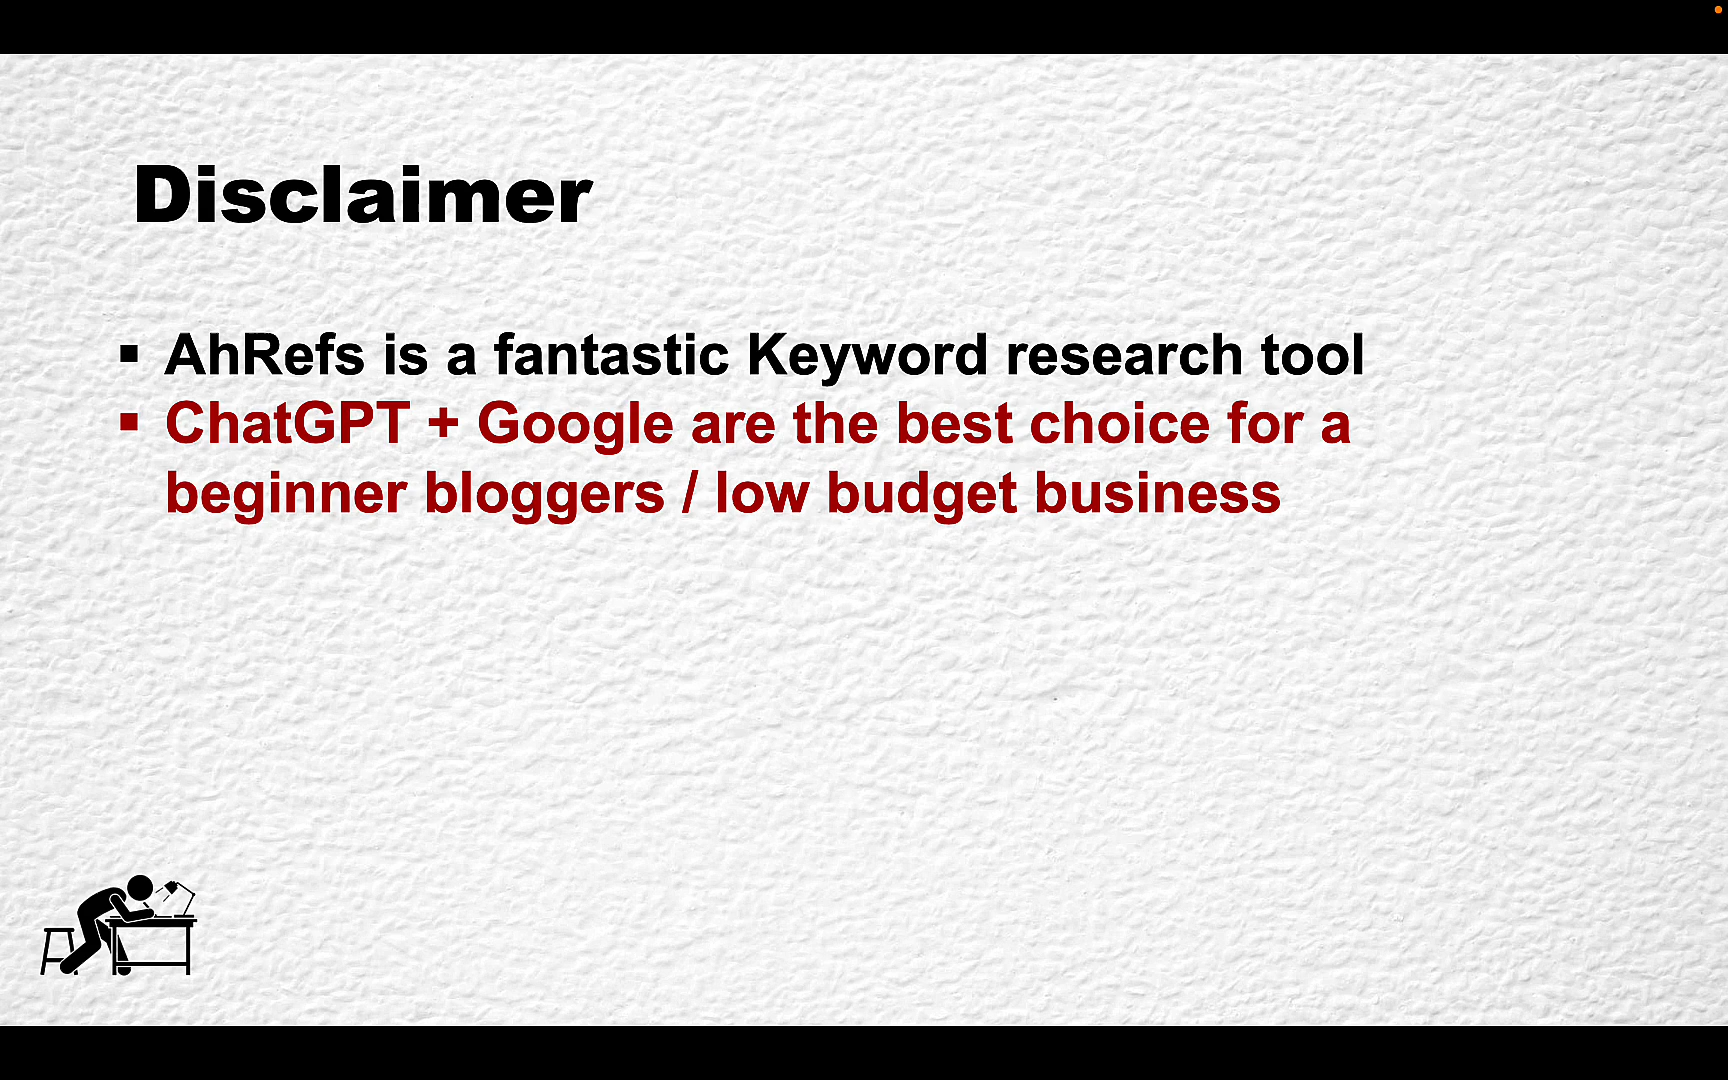 Disclaimer
▪ AhRefs is a fantastic Keyword research tool
▪ ChatGPT + Google are the best choice for a
beginner bloggers / low budget business